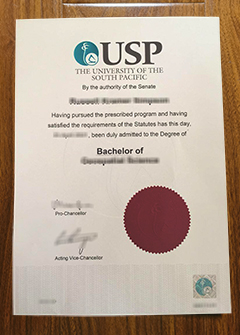 USP
THE UNIVERSITY OF THE
SOUTH PACIFIC
By the authority of the Senate
Having pursued the prescribed program and having
satisfied the requirements of the Statutes has this day,
been duly admitted to the Degree of
Bachelor of
Pro-Chancellor
Acting Vice-Chancellor